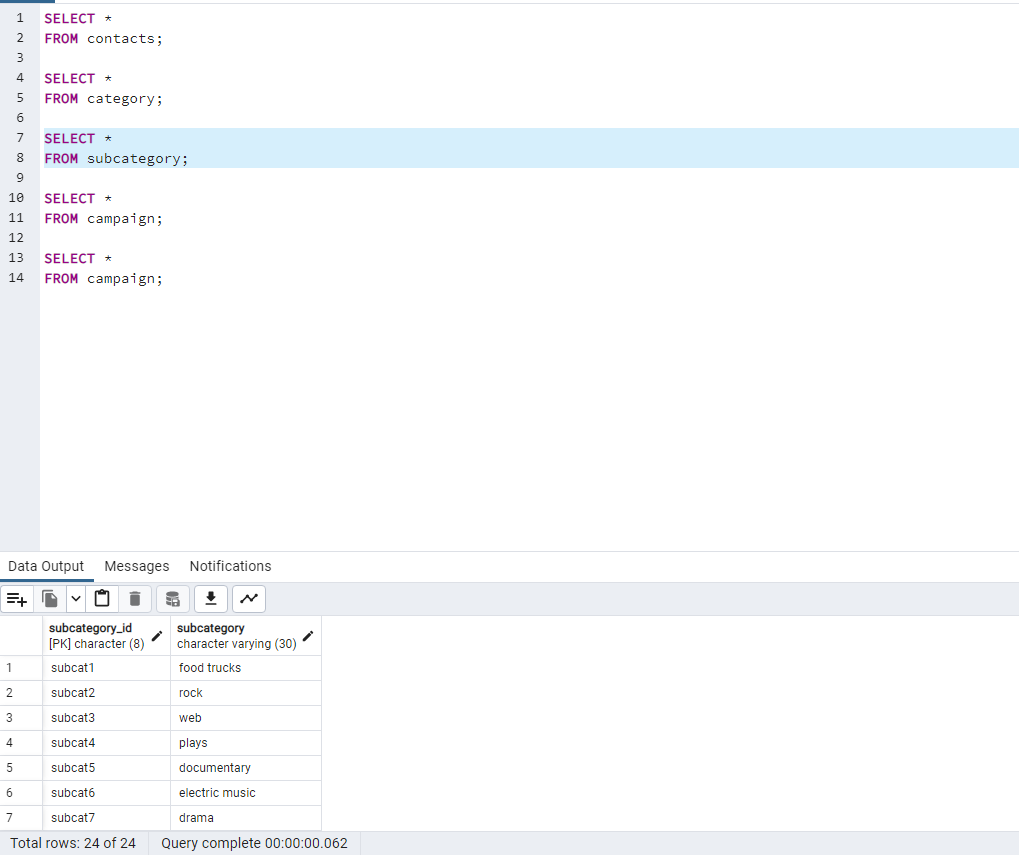 1 SELECT *
2 FROM contacts;
3
4 SELECT *
5 FROM category;
6
7 SELECT *
8 FROM subcategory;
9
10 SELECT *
11 FROM campaign;
12
13 SELECT *
14 FROM campaign;
Data Output Messages Notifications
subcategory_id subcategory
[PK] character (8) character varying (30)
1 subcat1 food trucks
2 subcat2 rock
3 subcat3 web
4 subcat4 plays
5 subcat5 documentary
6 subcat6 electric music
7 subcat7 drama
Total rows: 24 of 24 Query complete 00:00:00.062